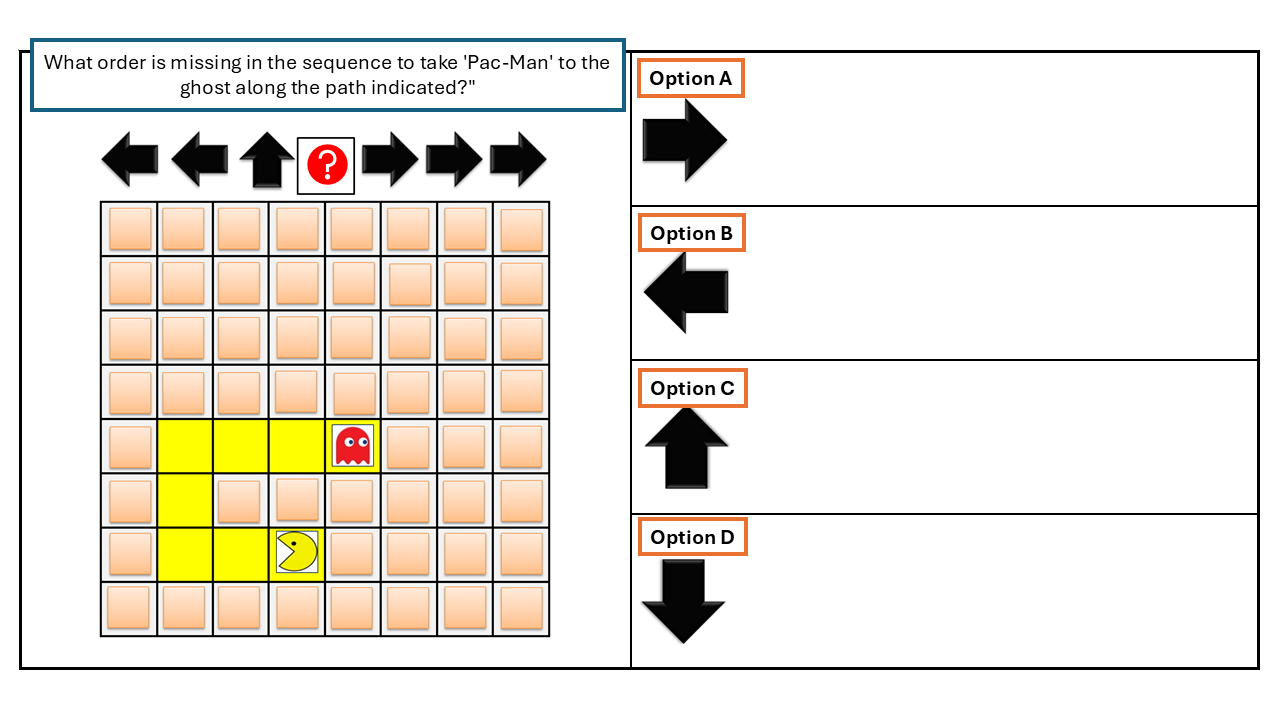 What order is missing in the sequence to take 'Pac-Man' to the
ghost along the path indicated?"
?
Option A
Option B
Option C
Option D